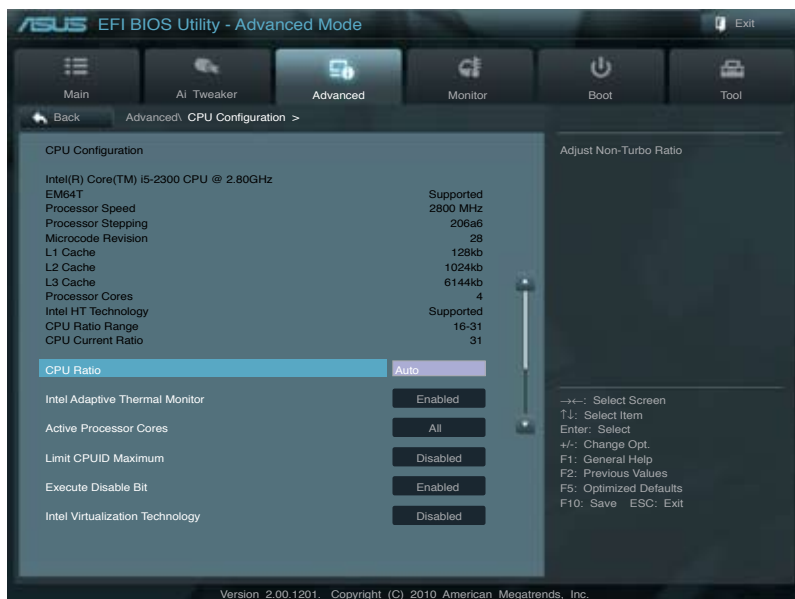 ASUS EFI BIOS Utility - Advanced Mode
Exit
Main
Ai Tweaker
Advanced
Monitor
Boot
Tool
Back
Advanced\ CPU Configuration >
CPU Configuration
Intel(R) Core(TM) i5-2300 CPU @ 2.80GHz
EM64T Supported
Processor Speed 2800 MHz
Processor Stepping 206a6
Microcode Revision 28
L1 Cache 128kb
L2 Cache 1024kb
L3 Cache 6144kb
Processor Cores 4
Intel HT Technology Supported
CPU Ratio Range 16-31
CPU Current Ratio 31
CPU Ratio Auto
Intel Adaptive Thermal Monitor Enabled
Active Processor Cores All
Limit CPUID Maximum Disabled
Execute Disable Bit Enabled
Intel Virtualization Technology Disabled
Adjust Non-Turbo Ratio
→←: Select Screen
↑↓: Select Item
Enter: Select
+/-: Change Opt.
F1: General Help
F2: Previous Values
F5: Optimized Defaults
F10: Save ESC: Exit
Version 2.00.1201. Copyright (C) 2010 American Megatrends, Inc.